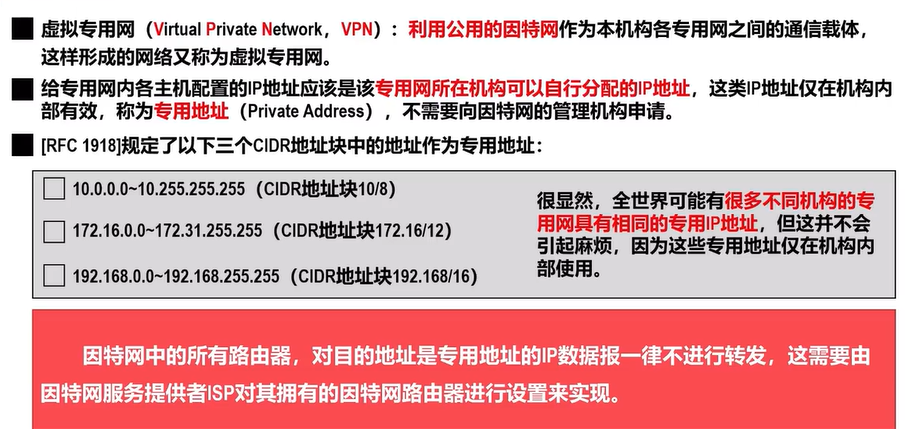 虚拟专用网（Virtual Private Network，VPN）：利用公用的因特网作为本机构各专用网之间的通信载体，
这样形成的网络又称为虚拟专用网。
给专用网内各主机配置的IP地址应该是该专用网所在机构可以自行分配的IP地址，这类IP地址仅在机构内
部有效，称为专用地址（Private Address），不需要向因特网的管理机构申请。
[RFC 1918]规定了以下三个CIDR地址块中的地址作为专用地址：
10.0.0.0~10.255.255.255（CIDR地址块10/8）
172.16.0.0~172.31.255.255（CIDR地址块172.16/12）
192.168.0.0~192.168.255.255（CIDR地址块192.168/16）
很显然，全世界可能有很多不同机构的专
用网具有相同的专用IP地址，但这并不会
引起麻烦，因为这些专用地址仅在机构内
部使用。
因特网中的所有路由器，对目的地址是专用地址的IP数据报一律不进行转发，这需要由
因特网服务提供者ISP对其拥有的因特网路由器进行设置来实现。